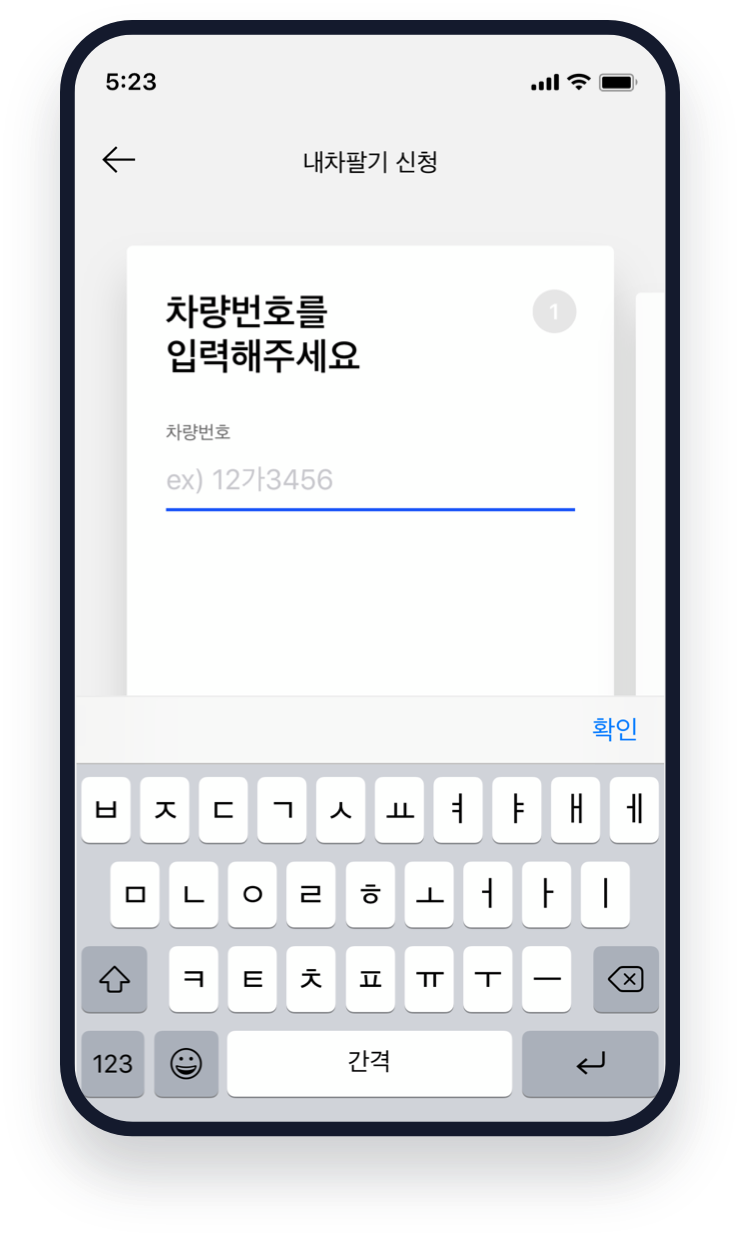 5:23
내차팔기 신청
차량번호를
1
입력해주세요
차량번호
ex) 12가3456
확인
ㅂ ㅈ ㄷ ㄱ ㅅ ㅛ ㅕ ㅑ ㅐ ㅔ
ㅁ ㄴ ㅇ ㄹ ㅎ ㅗ ㅓ ㅏ ㅣ
ㅋ ㅌ ㅊ ㅍ ㅠ ㅜ ㅡ
123 간격